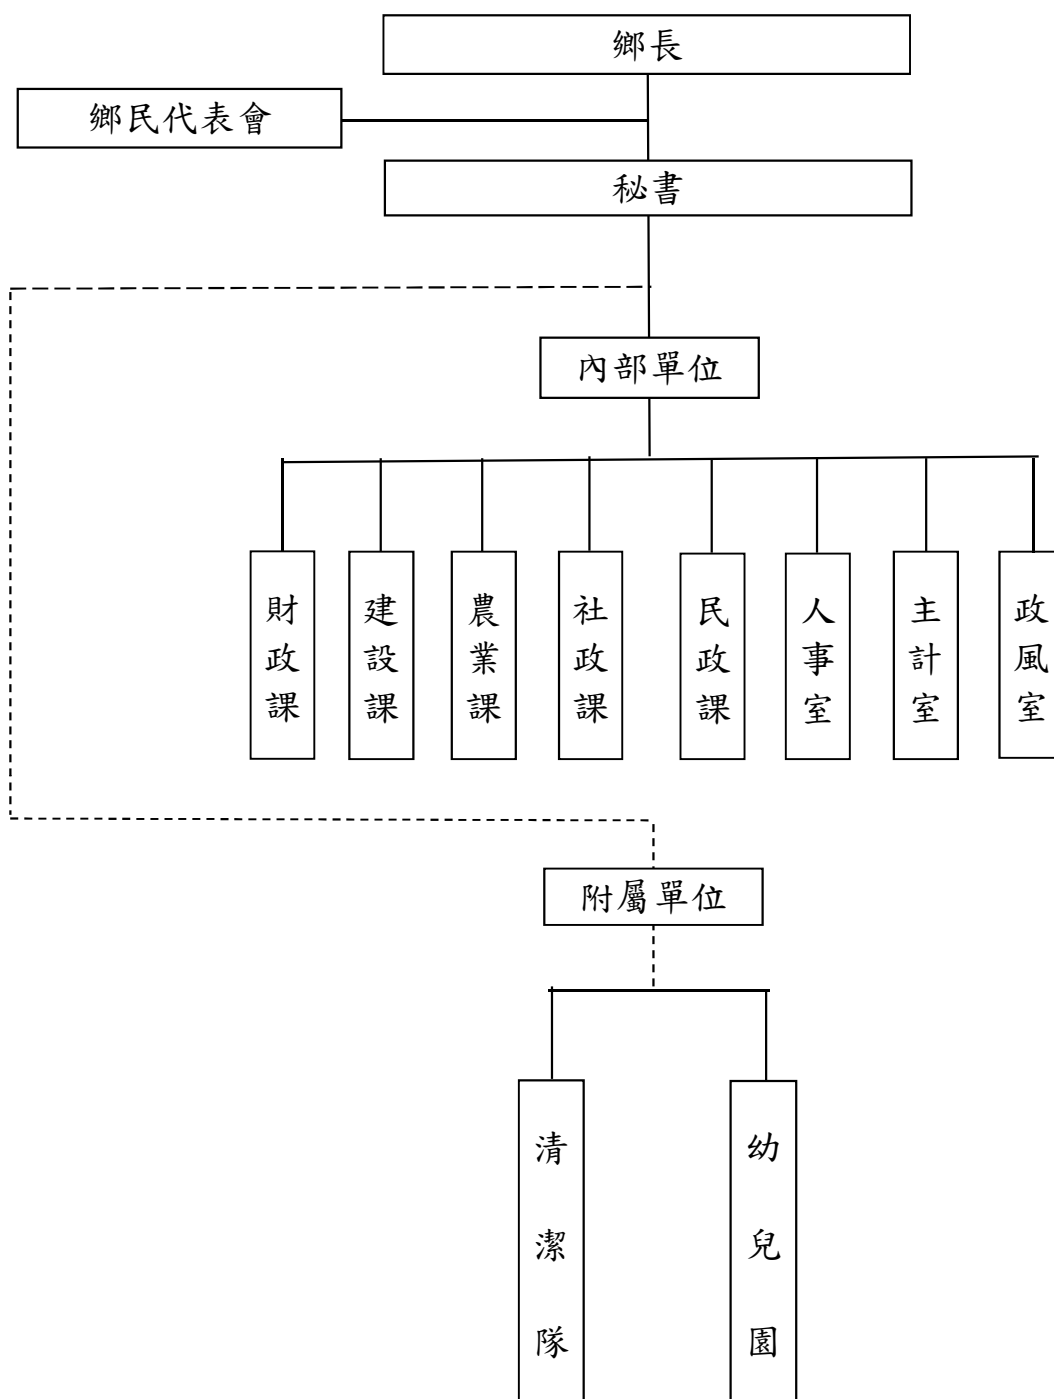 鄉長
鄉民代表會
秘書
內部單位
財政課
建設課
農業課
社政課
民政課
人事室
主計室
政風室
附屬單位
清潔隊
幼兒園